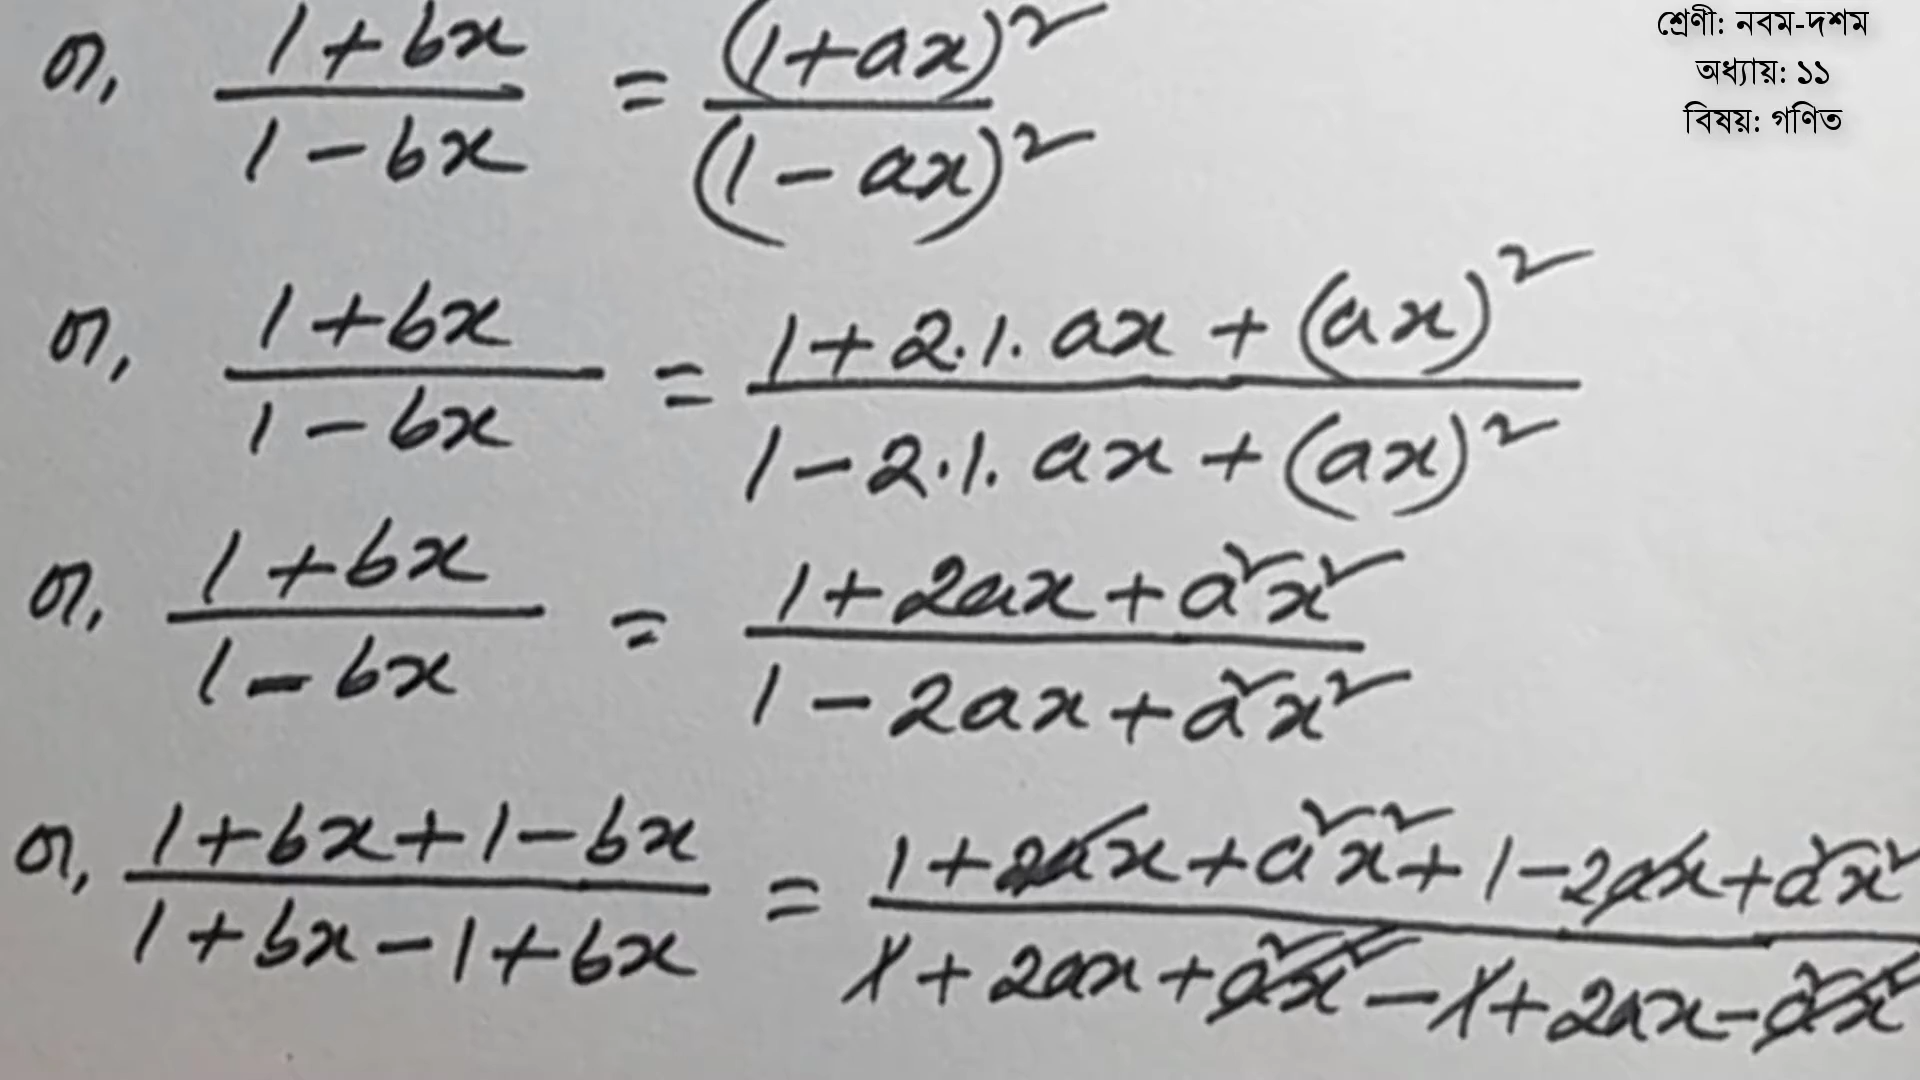 শ্রেণী: নবম-দশম
অধ্যায়: ১১
বিষয়: গণিত
বা, (1+bx)/(1-bx) = (1+ax)²/(1-ax)²
বা, (1+bx)/(1-bx) = (1+2.1.ax+(ax)²)/(1-2.1.ax+(ax)²)
বা, (1+bx)/(1-bx) = (1+2ax+a²x²)/(1-2ax+a²x²)
বা, (1+bx+1-bx)/(1+bx-1+bx) = (1+2ax+a²x²+1-2ax+a²x²)/(1+2ax+a²x²-1+2ax-a²x²)